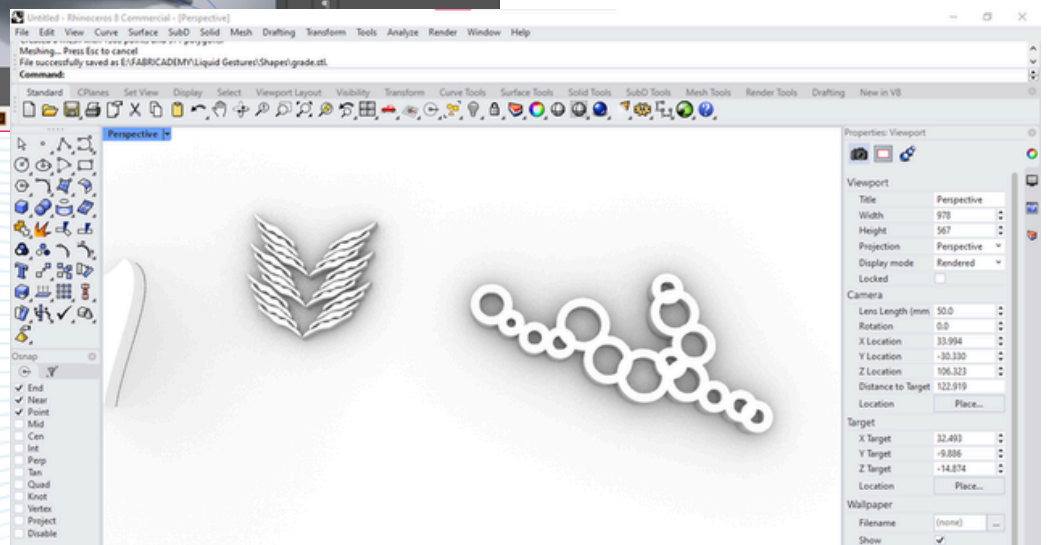 Untitled - Rhinoceros 8 Commercial - [Perspective]
File Edit View Curve Surface SubD Solid Mesh Drafting Transform Tools Analyze Render Window Help
Meshing... Press Esc to cancel
File successfully saved as E:\FABRICADEMY\Liquid Gestures\Shapes\grade.stl.
Command:
Standard CPlanes Set View Display Select Viewport Layout Visibility Transform Curve Tools Surface Tools Solid Tools SubD Tools Mesh Tools Render Tools Drafting New in V8
Perspective
Osnap
End
Near
Point
Mid
Cen
Int
Perp
Tan
Quad
Knot
Vertex
Project
Disable
Properties: Viewport
Viewport
Title Perspective
Width 978
Height 567
Projection Perspective
Display mode Rendered
Locked
Camera
Lens Length (mm 50.0
Rotation 0.0
X Location 33.994
Y Location -30.330
Z Location 106.323
Distance to Target 122.919
Location Place...
Target
X Target 32.493
Y Target -9.886
Z Target -14.874
Location Place...
Wallpaper
Filename (none) ...
Show